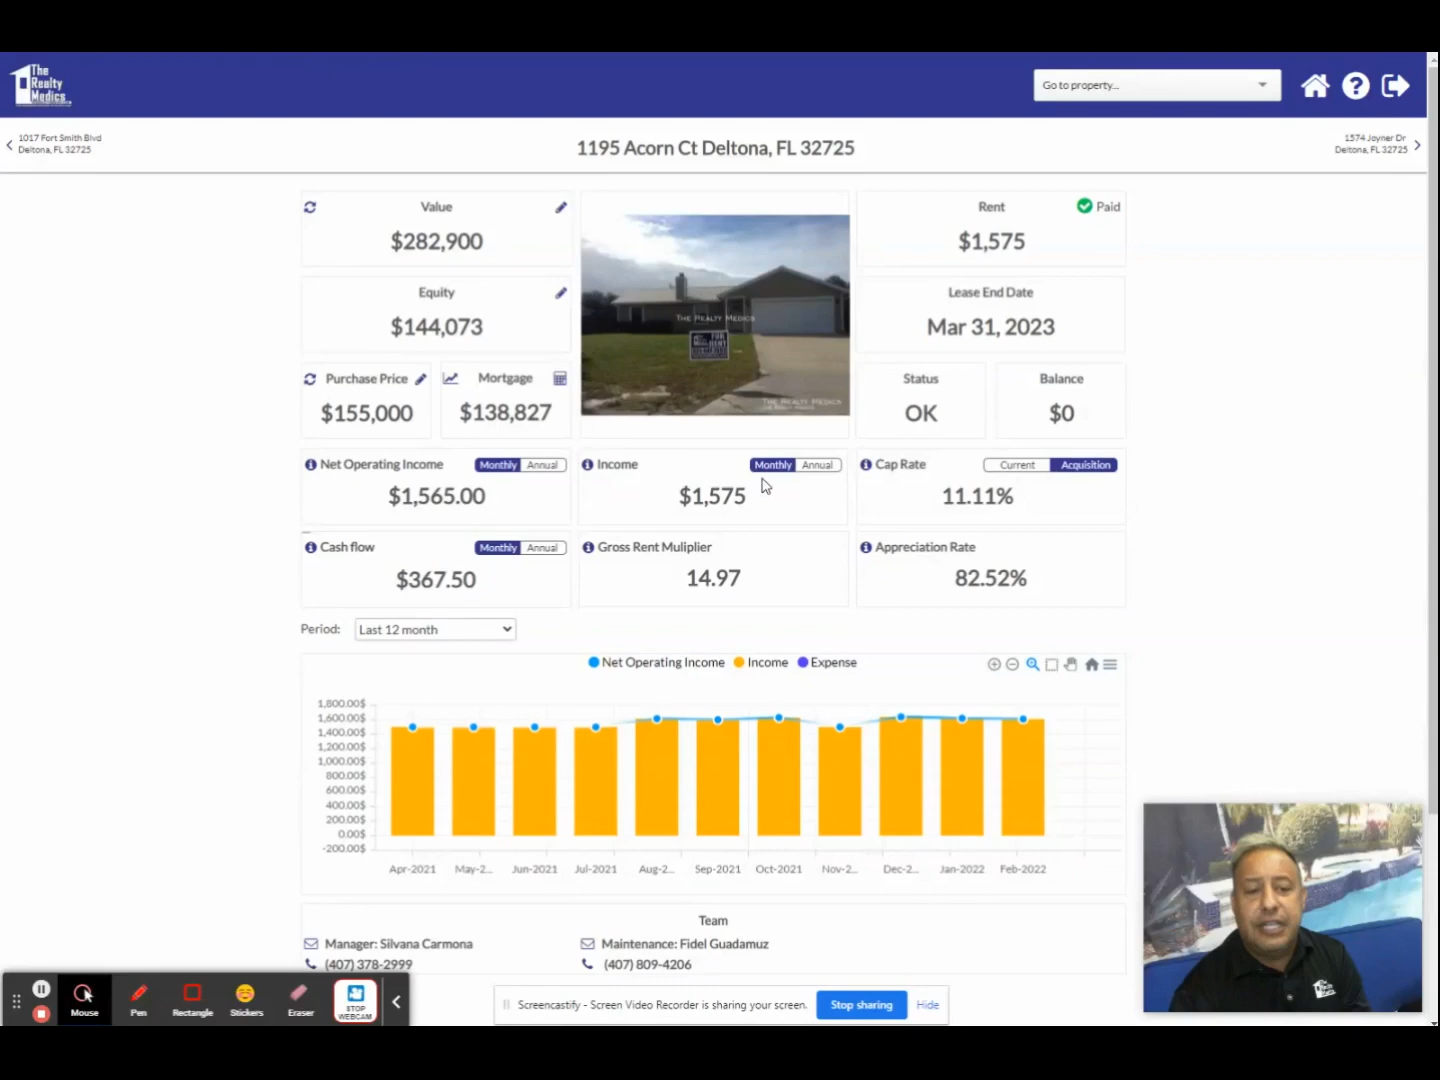 The
Realty
Medics
Go to property...
1017 Fort Smith Blvd
Deltona, FL 32725
1195 Acorn Ct Deltona, FL 32725
1574 Joyner Dr
Deltona, FL 32725
Value
$282,900
Rent
Paid
$1,575
THE REALTY MEDICS
FOR
THE REALTY MEDICS
Equity
$144,073
Lease End Date
Mar 31, 2023
Purchase Price
$155,000
Mortgage
$138,827
Status
OK
Balance
$0
Net Operating Income Monthly Annual
$1,565.00
Income Monthly Annual
$1,575
Cap Rate Current Acquisition
11.11%
Cash flow Monthly Annual
$367.50
Gross Rent Muliplier
14.97
Appreciation Rate
82.52%
Period: Last 12 month
Net Operating Income Income Expense
1,800.00$
1,600.00$
1,400.00$
1,200.00$
1,000.00$
800.00$
600.00$
400.00$
200.00$
0.00$
-200.00$
Apr-2021 May-2... Jun-2021 Jul-2021 Aug-2... Sep-2021 Oct-2021 Nov-2... Dec-2... Jan-2022 Feb-2022
Team
Manager: Silvana Carmona
(407) 378-2999
Maintenance: Fidel Guadamuz
(407) 809-4206
Mouse Pen Rectangle Stickers Eraser
STOP
WEBCAM
Screencastify - Screen Video Recorder is sharing your screen. Stop sharing Hide